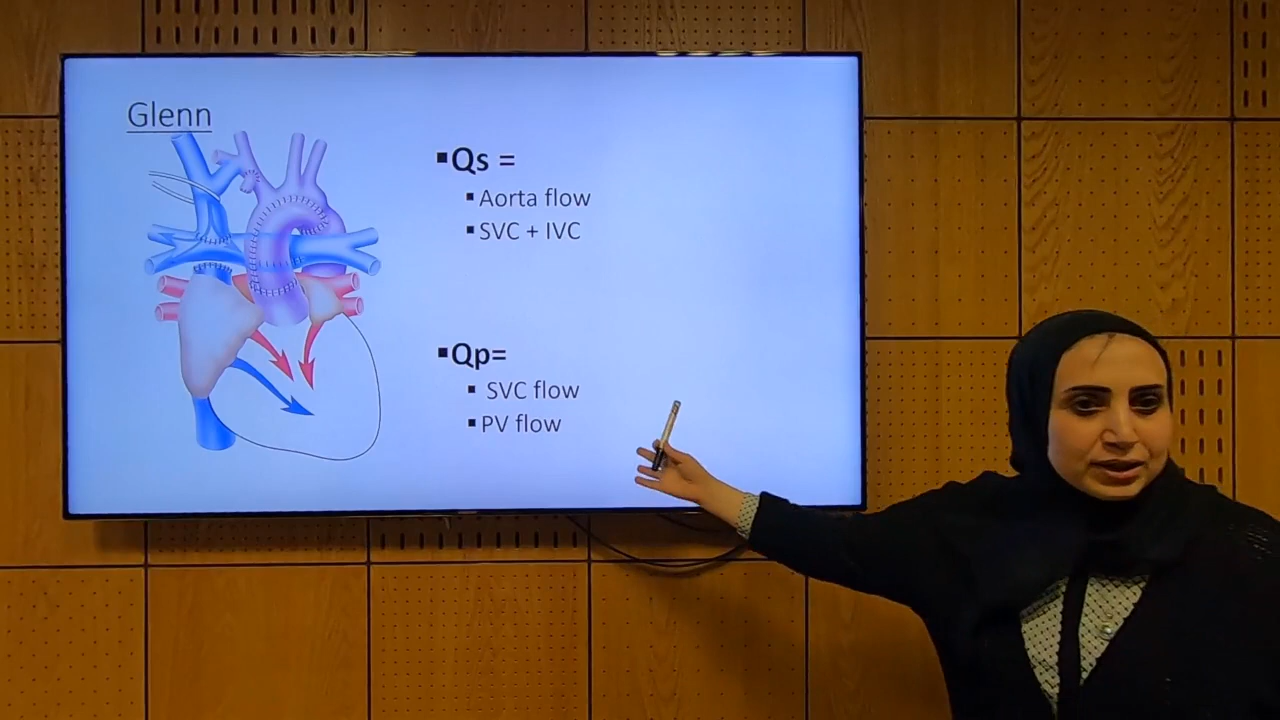 Glenn
▪Qs =
▪Aorta flow
▪SVC + IVC
▪Qp=
▪ SVC flow
▪PV flow